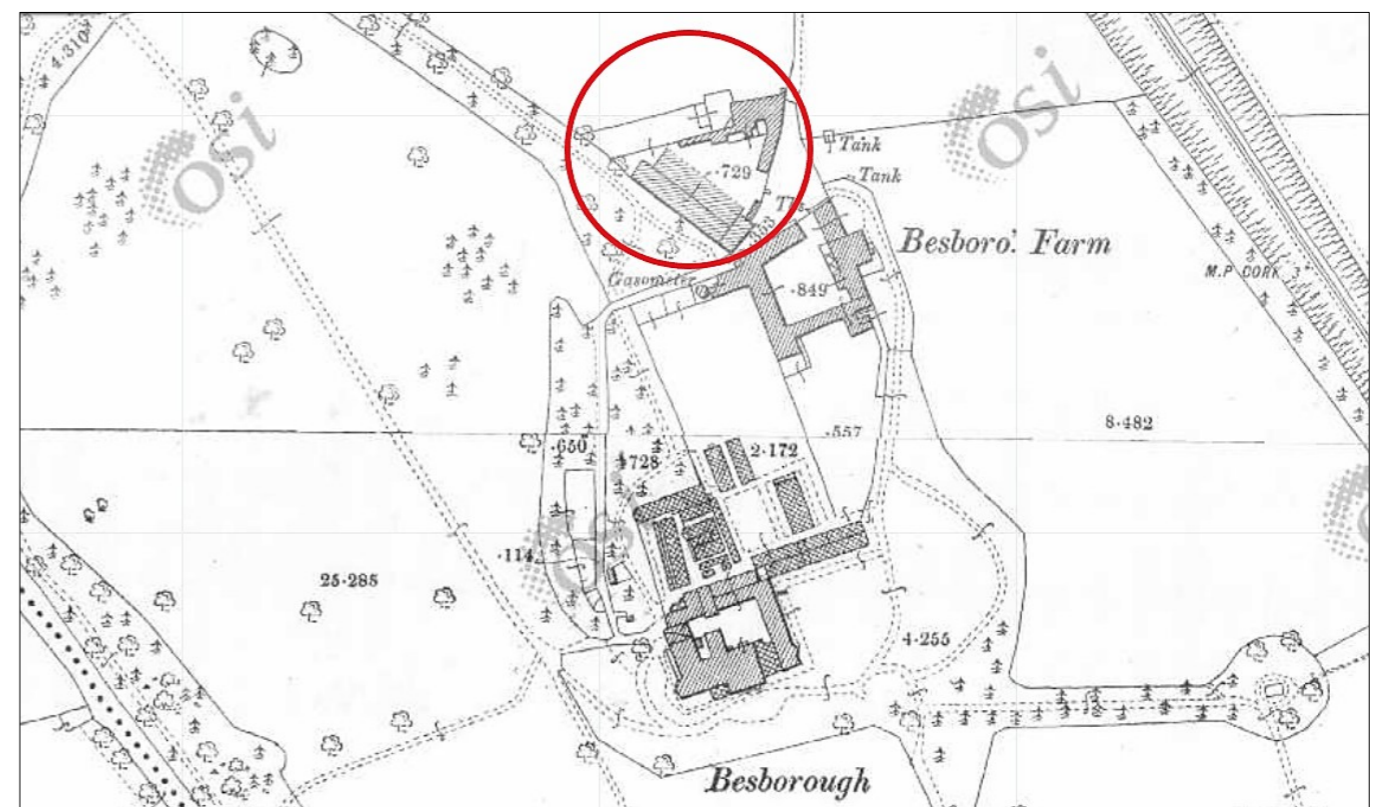 4·310
osi
osi
·729
Tank
Tank
Besboro'. Farm
M.P CORK 3
Gasometer
·849
8·482
·557
·650
1·728
2·172
·114
25·285
4·255
Besborough